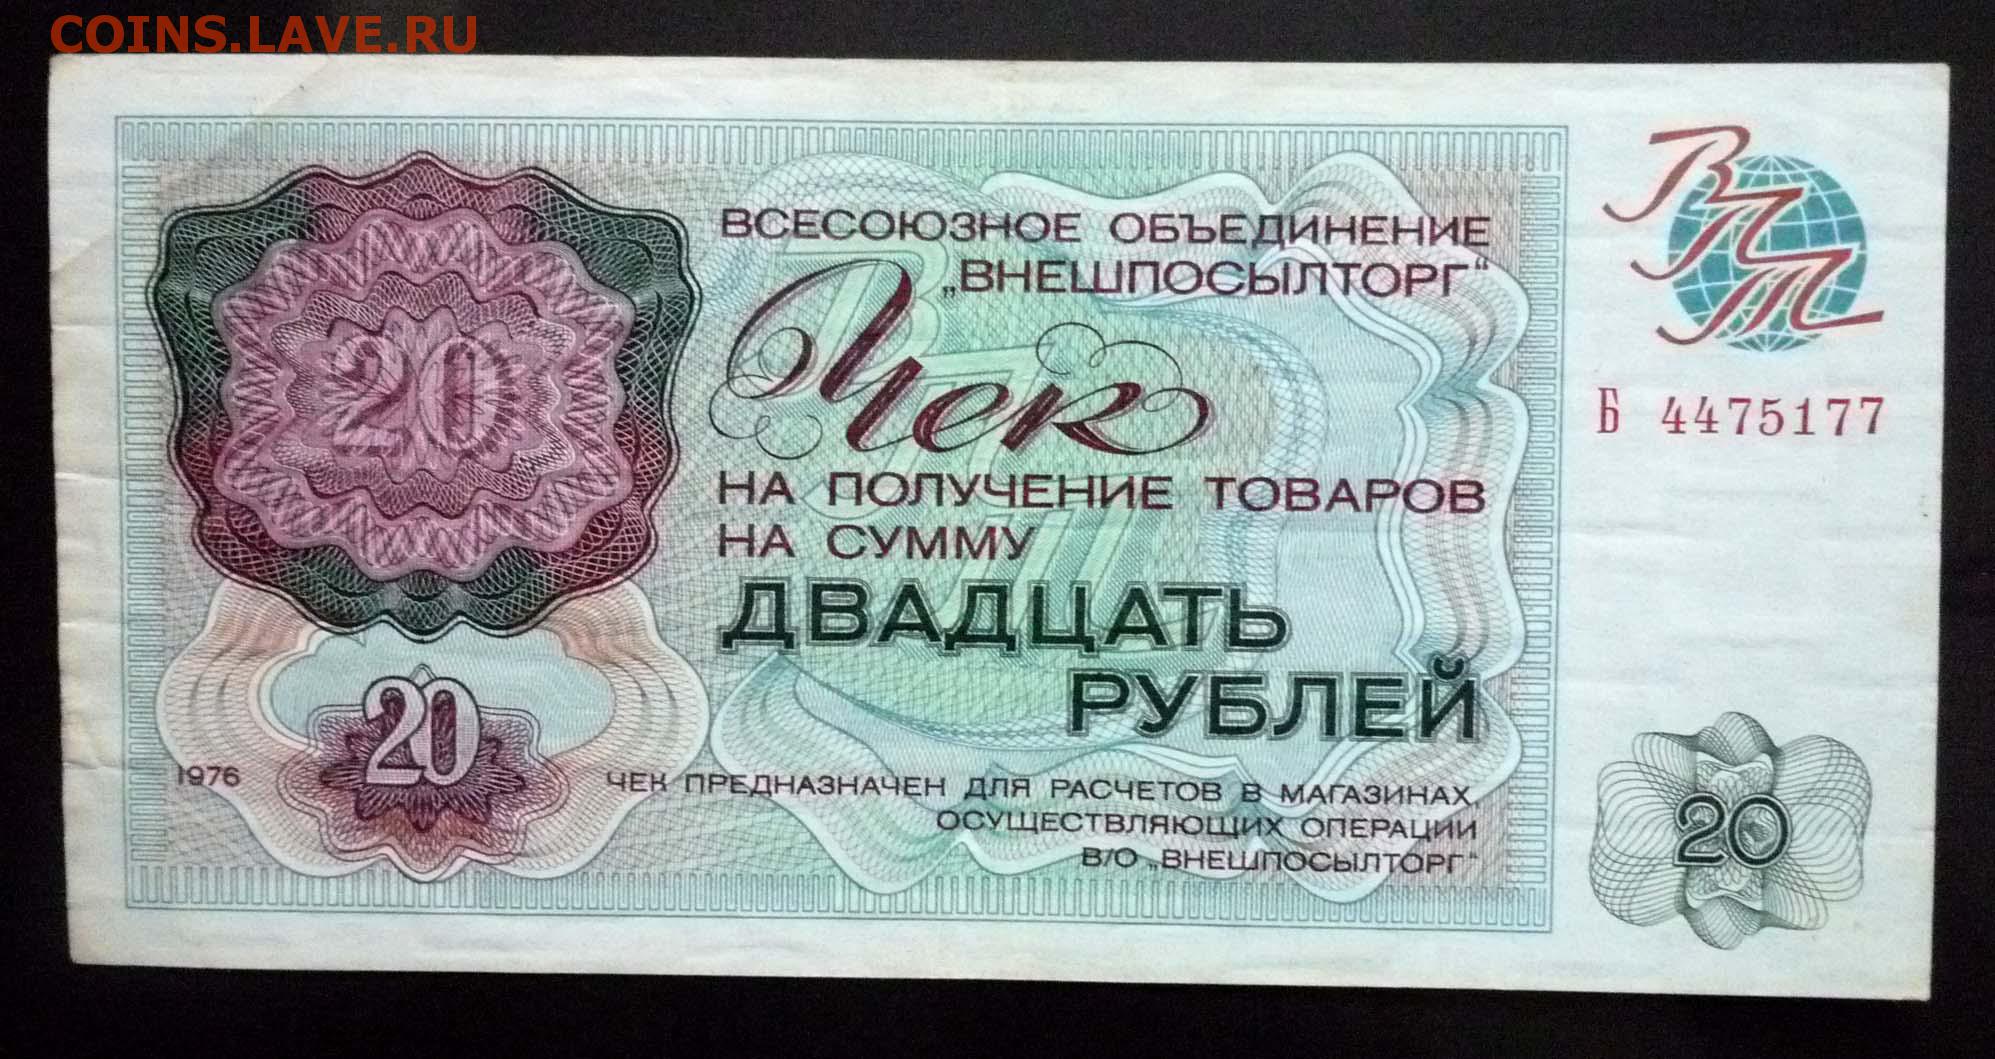 COINS.LAVE.RU
ВСЕСОЮЗНОЕ ОБЪЕДИНЕНИЕ
„ВНЕШПОСЫЛТОРГ“
ВПТ
Чек
Б 4475177
20
НА ПОЛУЧЕНИЕ ТОВАРОВ
НА СУММУ
ДВАДЦАТЬ
РУБЛЕЙ
20
1976
ЧЕК ПРЕДНАЗНАЧЕН ДЛЯ РАСЧЕТОВ В МАГАЗИНАХ,
ОСУЩЕСТВЛЯЮЩИХ ОПЕРАЦИИ
В/О „ВНЕШПОСЫЛТОРГ“
20